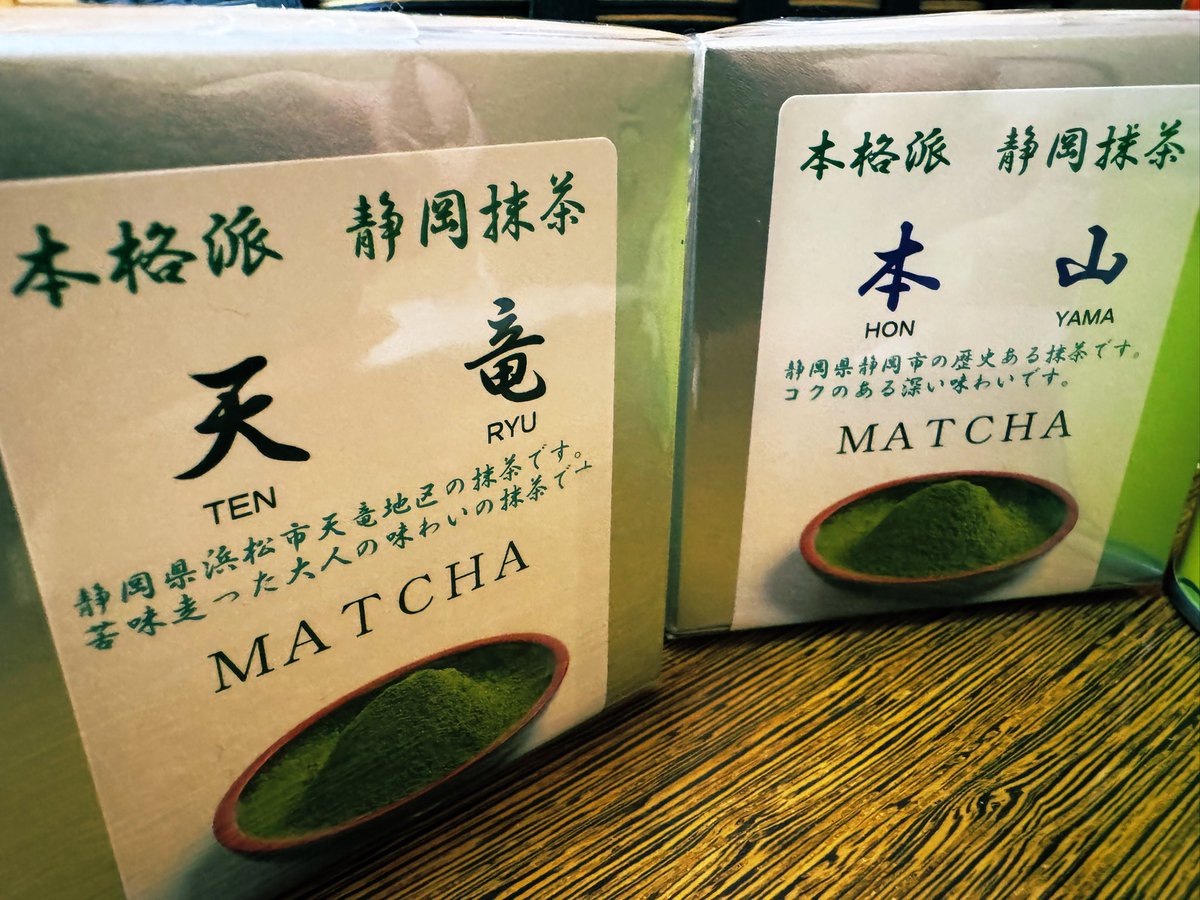 本格派 静岡抹茶
天竜
TEN RYU
静岡県浜松市天竜地区の抹茶です。
苦味走った大人の味わいの抹茶で
MATCHA
本格派 静岡抹茶
本山
HON YAMA
静岡県静岡市の歴史ある抹茶です。
コクのある深い味わいです。
MATCHA